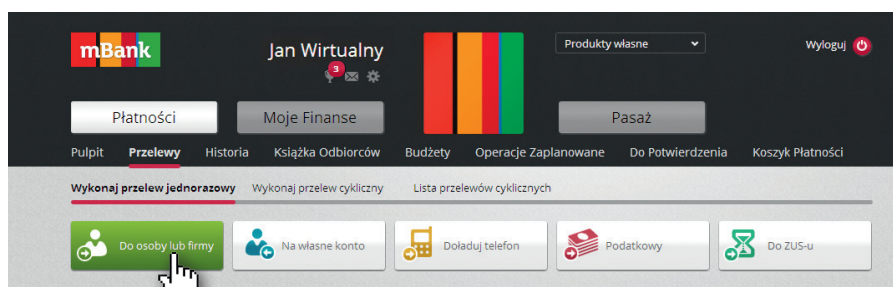 mBank
Jan Wirtualny
3
Produkty własne
Wyloguj
Płatności Moje Finanse Pasaż
Pulpit Przelewy Historia Książka Odbiorców Budżety Operacje Zaplanowane Do Potwierdzenia Koszyk Płatności
Wykonaj przelew jednorazowy Wykonaj przelew cykliczny Lista przelewów cyklicznych
Do osoby lub firmy Na własne konto Doładuj telefon Podatkowy Do ZUS-u